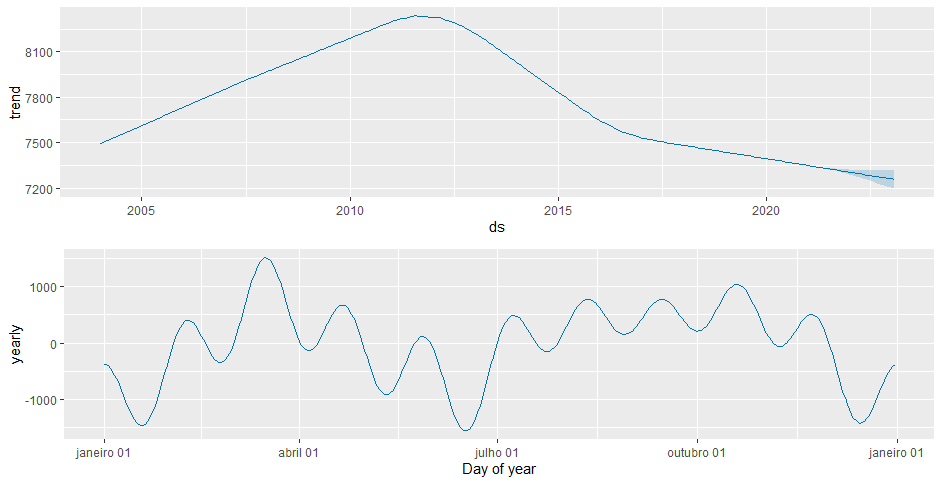 trend
8100
7800
7500
7200
2005 2010 2015 2020
ds
yearly
1000
0
-1000
janeiro 01 abril 01 julho 01 outubro 01 janeiro 01
Day of year